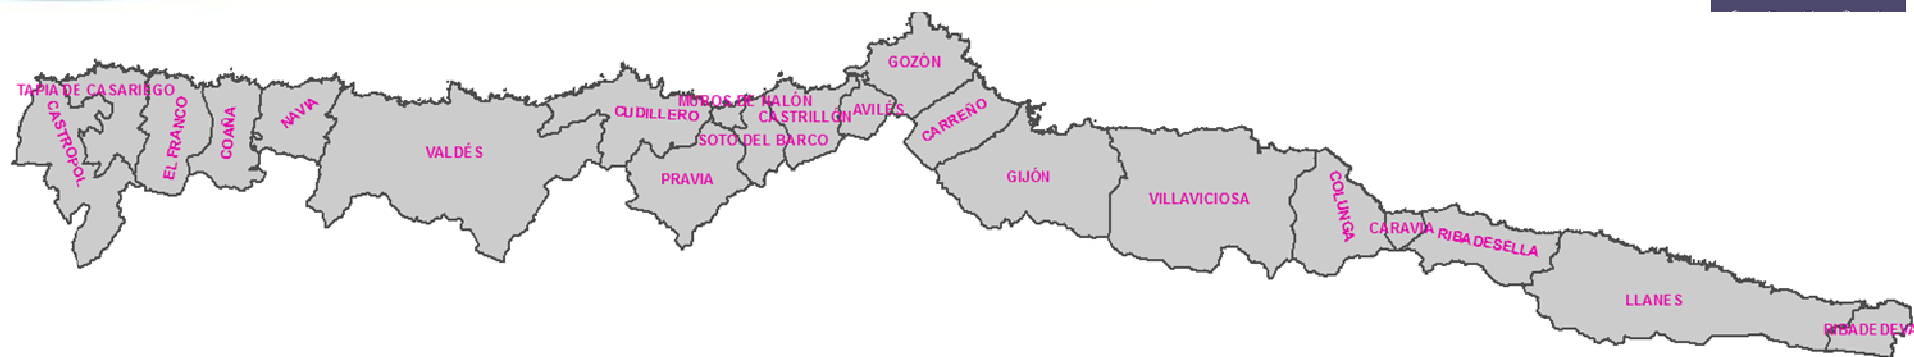 TAPIA DE CASARIEGO
CASTROPOL
EL FRANCO
COAÑA
NAVIA
VALDÉS
CUDILLERO
MUROS DE NALÓN
SOTO DEL BARCO
PRAVIA
CASTRILLÓN
AVILÉS
GOZÓN
CARREÑO
GIJÓN
VILLAVICIOSA
COLUNGA
CARAVIA
RIBADESELLA
LLANES
RIBADEDEVA